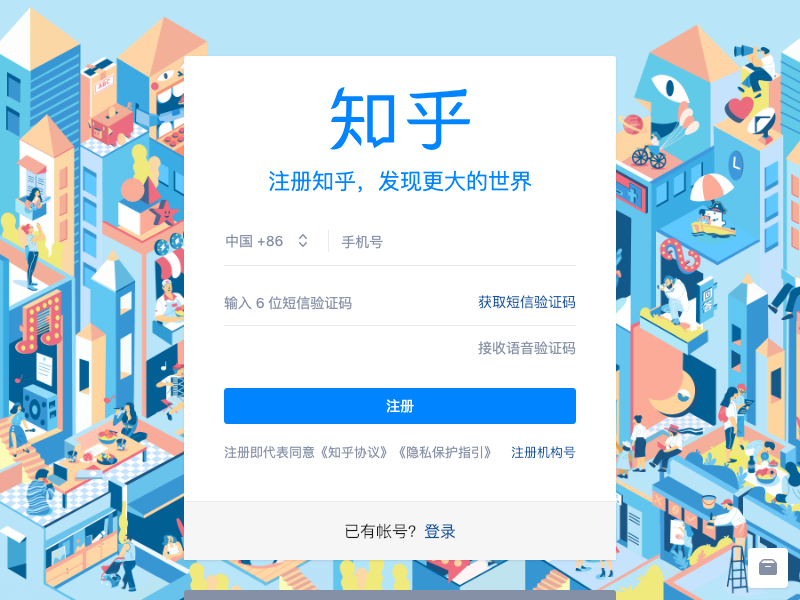 知乎
注册知乎，发现更大的世界
中国 +86 手机号
输入 6 位短信验证码 获取短信验证码
接收语音验证码
注册
注册即代表同意《知乎协议》《隐私保护指引》 注册机构号
已有帐号？登录
ABC
回答